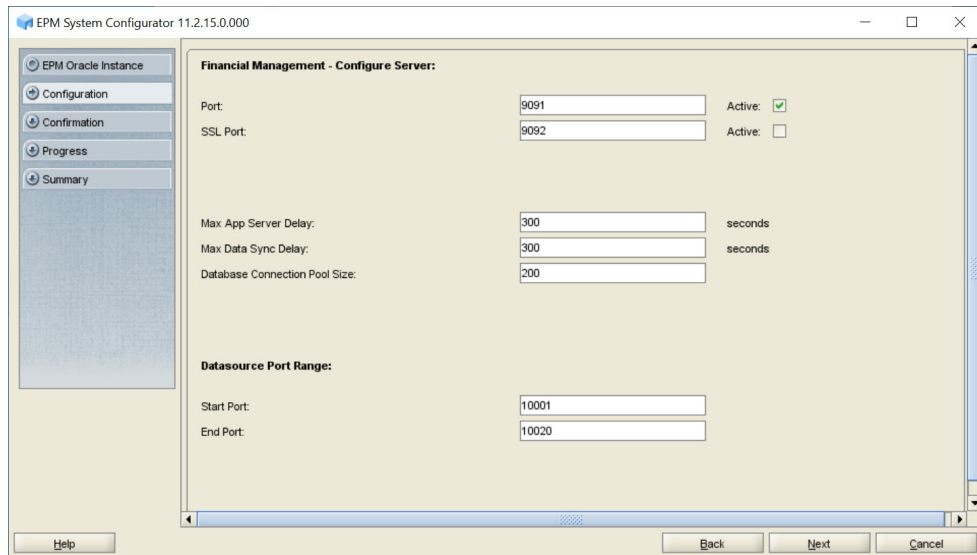 EPM System Configurator 11.2.15.0.000
EPM Oracle Instance
Configuration
Confirmation
Progress
Summary
Financial Management - Configure Server:
Port: 9091 Active:
SSL Port: 9092 Active:
Max App Server Delay: 300 seconds
Max Data Sync Delay: 300 seconds
Database Connection Pool Size: 200
Datasource Port Range:
Start Port: 10001
End Port: 10020
Help Back Next Cancel